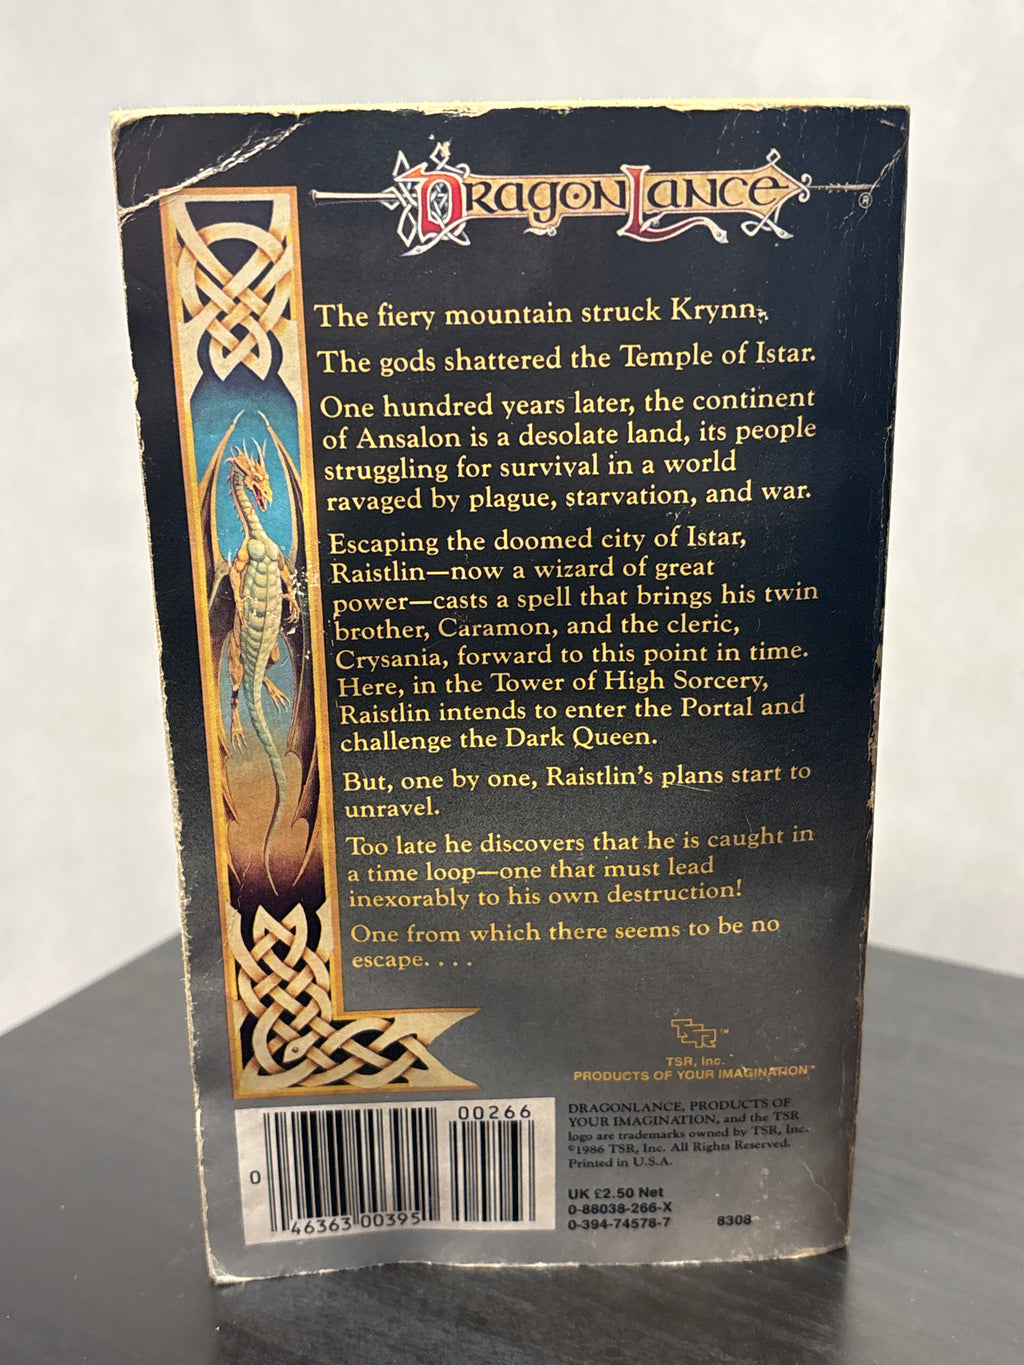 DRAGONLANCE
®
The fiery mountain struck Krynn.
The gods shattered the Temple of Istar.
One hundred years later, the continent
of Ansalon is a desolate land, its people
struggling for survival in a world
ravaged by plague, starvation, and war.
Escaping the doomed city of Istar,
Raistlin—now a wizard of great
power—casts a spell that brings his twin
brother, Caramon, and the cleric,
Crysania, forward to this point in time.
Here, in the Tower of High Sorcery,
Raistlin intends to enter the Portal and
challenge the Dark Queen.
But, one by one, Raistlin's plans start to
unravel.
Too late he discovers that he is caught in
a time loop—one that must lead
inexorably to his own destruction!
One from which there seems to be no
escape. . . .
TSR™
TSR, Inc.
PRODUCTS OF YOUR IMAGINATION™
DRAGONLANCE, PRODUCTS OF
YOUR IMAGINATION, and the TSR
logo are trademarks owned by TSR, Inc.
©1986 TSR, Inc. All Rights Reserved.
Printed in U.S.A.
UK £2.50 Net
0-88038-266-X
0-394-74578-7 8308
00266
0 46363 00395